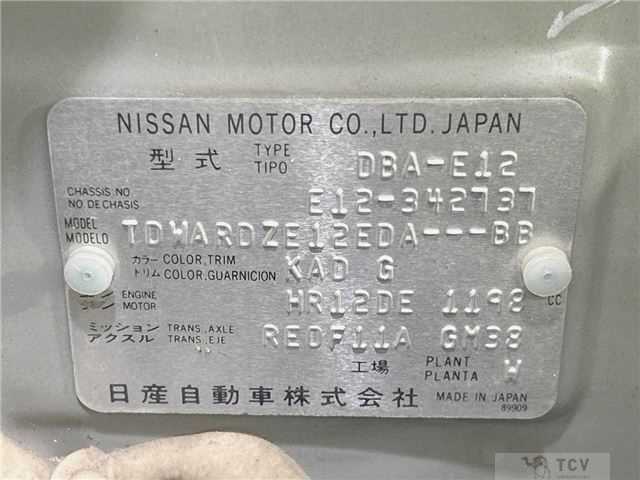 NISSAN MOTOR CO.,LTD. JAPAN
型式 TYPE TIPO DBA-E12
CHASSIS NO NO DE CHASIS E12-342737
MODEL MODELO TDWARDZE12EDA---BB
カラー COLOR,TRIM
トリム COLOR,GUARNICION KAD G
ENGINE MOTOR HR12DE 1198 CC
ミッション TRANS.,AXLE
アクスル TRANS.,EJE REDF11A GM38
工場 PLANT PLANTA W
日産自動車株式会社 MADE IN JAPAN
89909
TCV